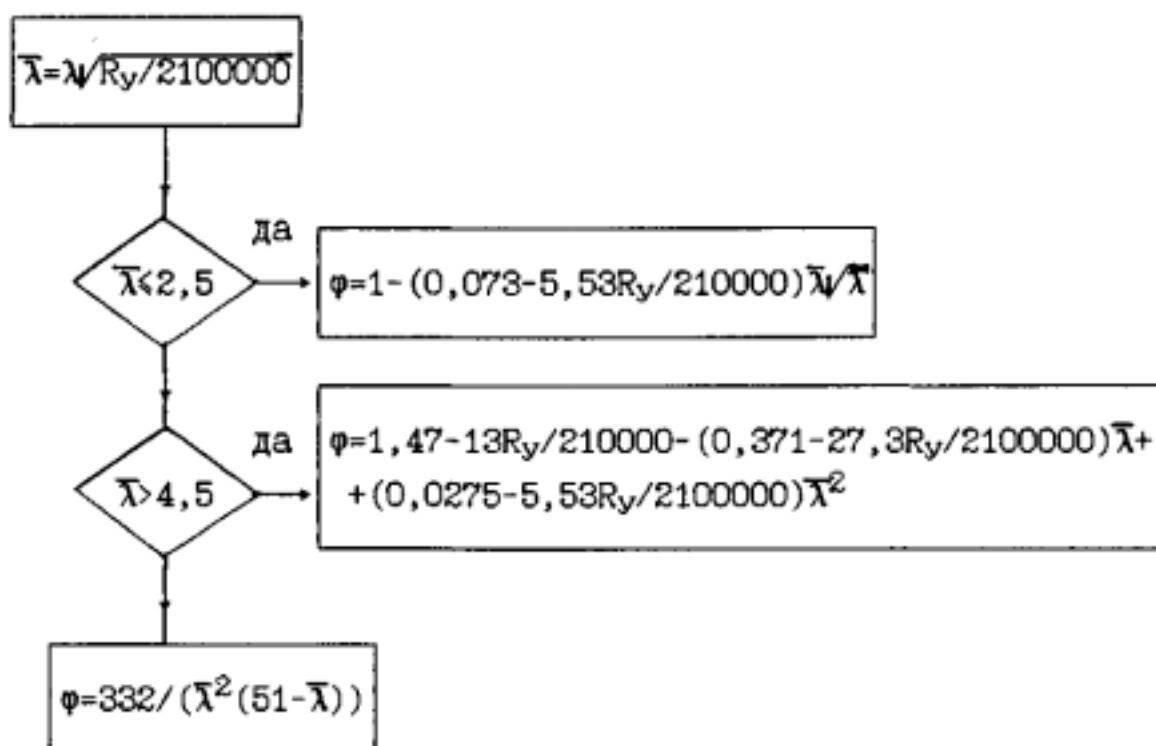 λ̅=λ√Ry/2100000
λ̅⩽2,5
да
φ=1-(0,073-5,53Ry/210000)λ̅√λ̅
λ̅>4,5
да
φ=1,47-13Ry/210000-(0,371-27,3Ry/2100000)λ̅+
+(0,0275-5,53Ry/2100000)λ̅²
φ=332/(λ̅²(51-λ̅))